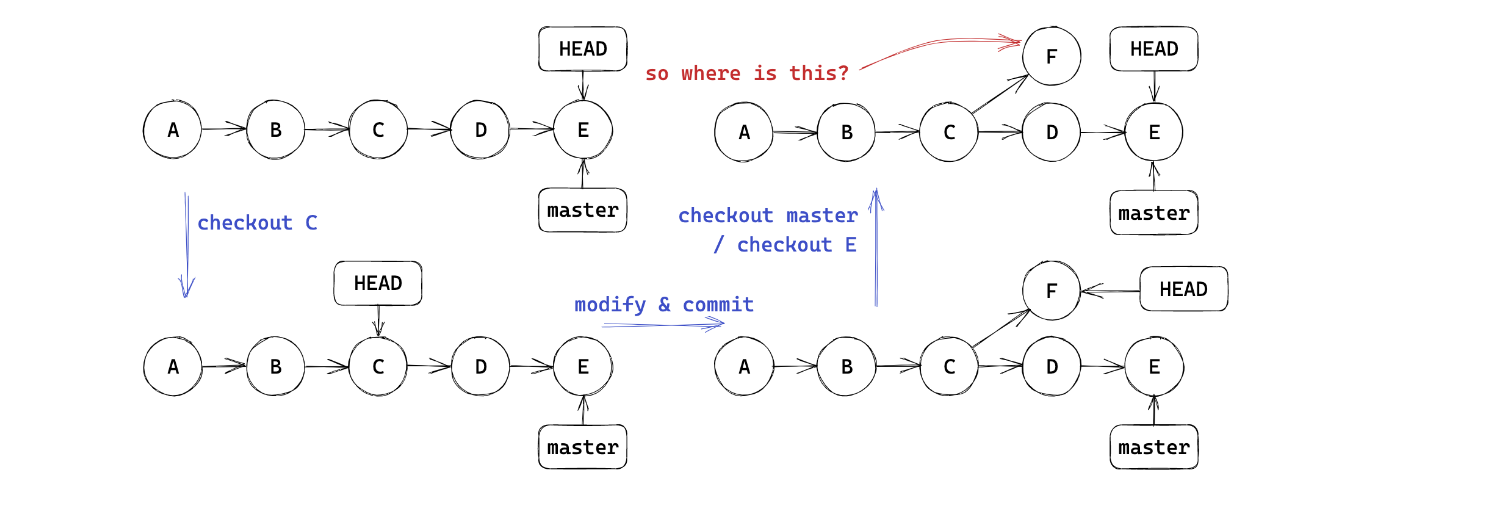 HEAD
A B C D E
master
checkout C
HEAD
A B C D E
master
modify & commit
so where is this?
F
HEAD
A B C D E
master
checkout master
/ checkout E
F
HEAD
A B C D E
master